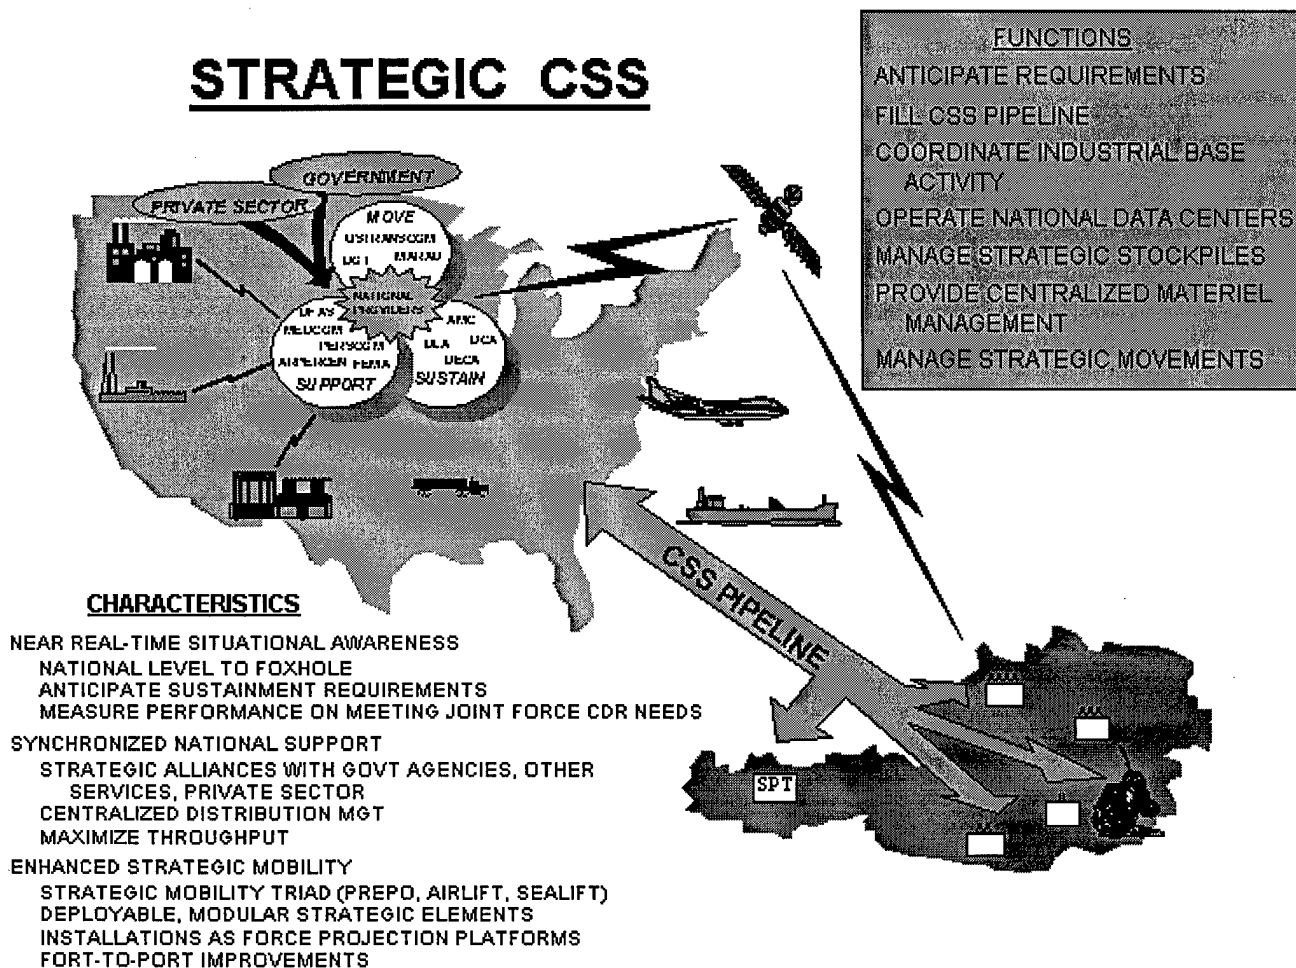 STRATEGIC CSS
FUNCTIONS
ANTICIPATE REQUIREMENTS
FILL CSS PIPELINE
COORDINATE INDUSTRIAL BASE
ACTIVITY
OPERATE NATIONAL DATA CENTERS
MANAGE STRATEGIC STOCKPILES
PROVIDE CENTRALIZED MATERIEL
MANAGEMENT
MANAGE STRATEGIC MOVEMENTS
GOVERNMENT
PRIVATE SECTOR
MOVE
USTRANSCOM
MARAD
NATIONAL
PROVIDERS
DFAS
MEDCOM
PERSCOM
ARPERCEN FEMA
SUPPORT
AMC
DLA
DECA
SUSTAIN
CSS PIPELINE
SPT
CHARACTERISTICS
NEAR REAL-TIME SITUATIONAL AWARENESS
NATIONAL LEVEL TO FOXHOLE
ANTICIPATE SUSTAINMENT REQUIREMENTS
MEASURE PERFORMANCE ON MEETING JOINT FORCE CDR NEEDS
SYNCHRONIZED NATIONAL SUPPORT
STRATEGIC ALLIANCES WITH GOVT AGENCIES, OTHER
SERVICES, PRIVATE SECTOR
CENTRALIZED DISTRIBUTION MGT
MAXIMIZE THROUGHPUT
ENHANCED STRATEGIC MOBILITY
STRATEGIC MOBILITY TRIAD (PREPO, AIRLIFT, SEALIFT)
DEPLOYABLE, MODULAR STRATEGIC ELEMENTS
INSTALLATIONS AS FORCE PROJECTION PLATFORMS
FORT-TO-PORT IMPROVEMENTS